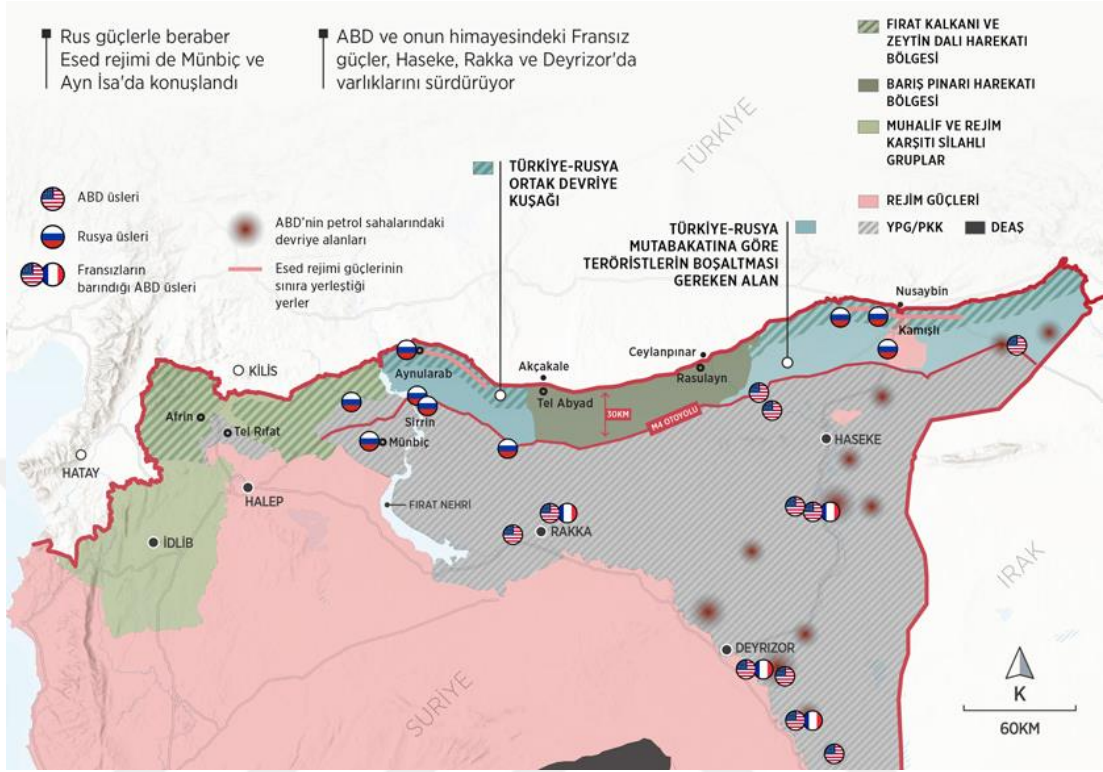 Rus güçlerle beraber
Esed rejimi de Münbiç ve
Ayn İsa'da konuşlandı
ABD ve onun himayesindeki Fransız
güçler, Haseke, Rakka ve Deyrizor'da
varlıklarını sürdürüyor
FIRAT KALKANI VE
ZEYTİN DALI HAREKATI
BÖLGESİ
BARIŞ PINARI HAREKATI
BÖLGESİ
MUHALİF VE REJİM
KARŞITI SİLAHLI
GRUPLAR
REJİM GÜÇLERİ
YPG/PKK
DEAŞ
ABD üsleri
Rusya üsleri
Fransızların
barındığı ABD üsleri
ABD'nin petrol sahalarındaki
devriye alanları
Esed rejimi güçlerinin
sınıra yerleştiği
yerler
TÜRKİYE-RUSYA
ORTAK DEVRİYE
KUŞAĞI
TÜRKİYE-RUSYA
MUTABAKATINA GÖRE
TERÖRİSTLERİN BOŞALTMASI
GEREKEN ALAN
TÜRKİYE
Nusaybin
Kamışlı
Ceylanpınar
Rasulayn
Akçakale
Tel Abyad
30KM
M4 OTOYOLU
Aynularab
Sirrin
Münbiç
KİLİS
Afrin
Tel Rıfat
HATAY
HALEP
İDLİB
FIRAT NEHRİ
RAKKA
HASEKE
DEYRIZOR
IRAK
SURİYE
K
60KM